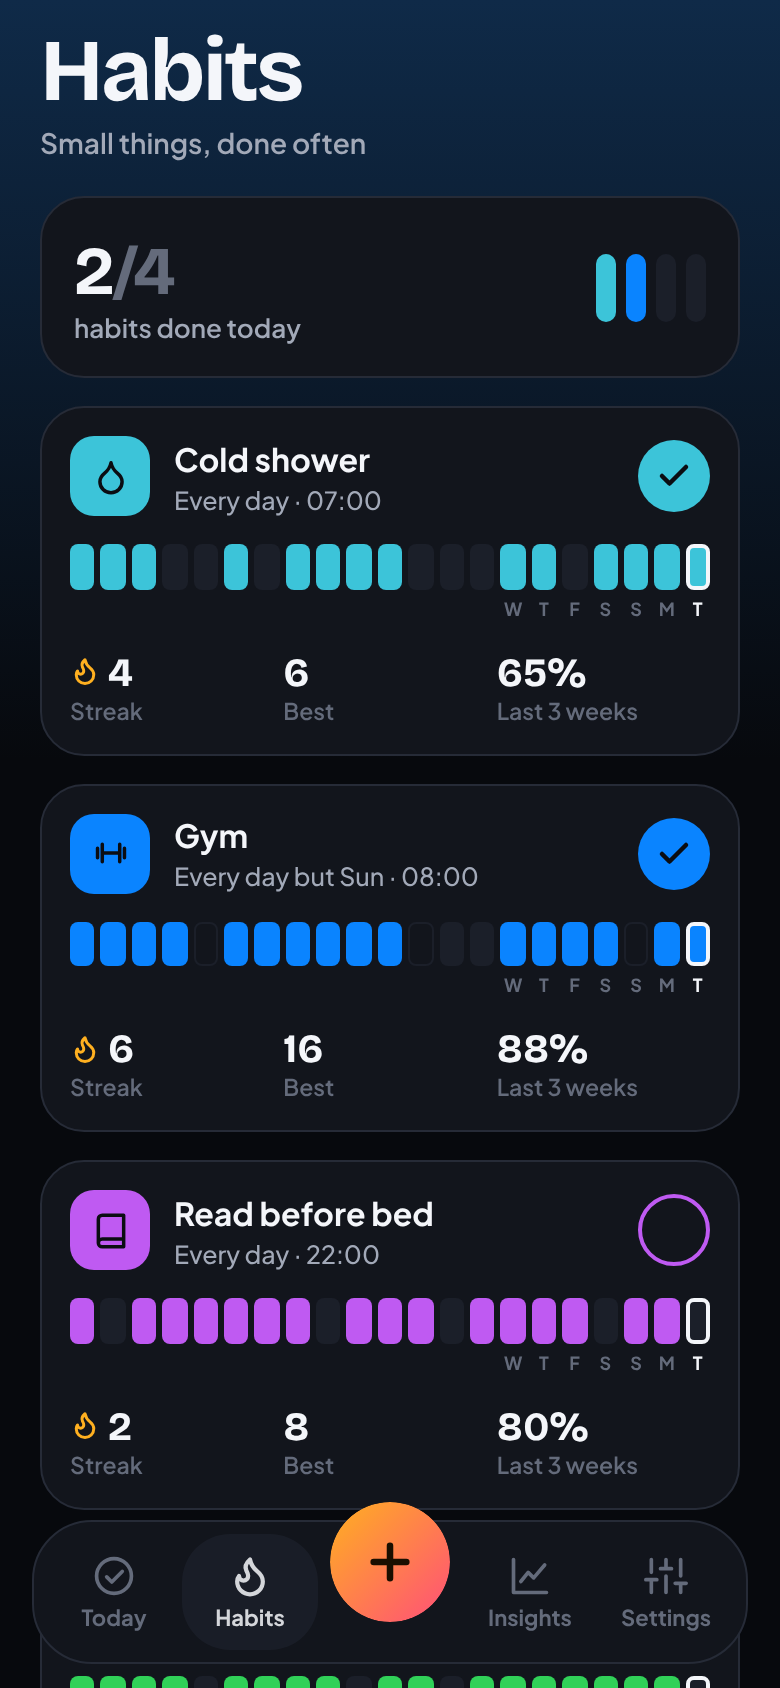 Habits
Small things, done often
2/4
habits done today
Cold shower
Every day · 07:00
W T F S S M T
4 6 65%
Streak Best Last 3 weeks
Gym
Every day but Sun · 08:00
W T F S S M T
6 16 88%
Streak Best Last 3 weeks
Read before bed
Every day · 22:00
W T F S S M T
2 8 80%
Streak Best Last 3 weeks
Today Habits Insights Settings